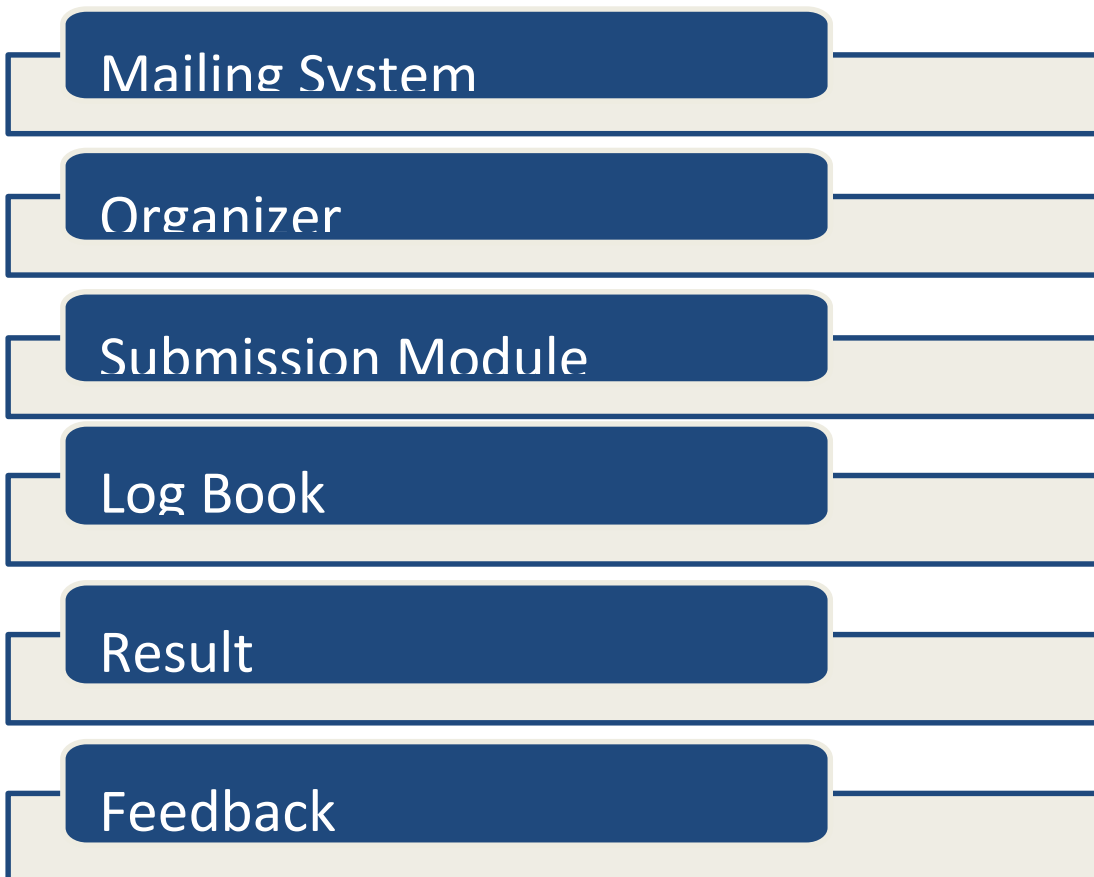 Mailing System
Organizer
Submission Module
Log Book
Result
Feedback